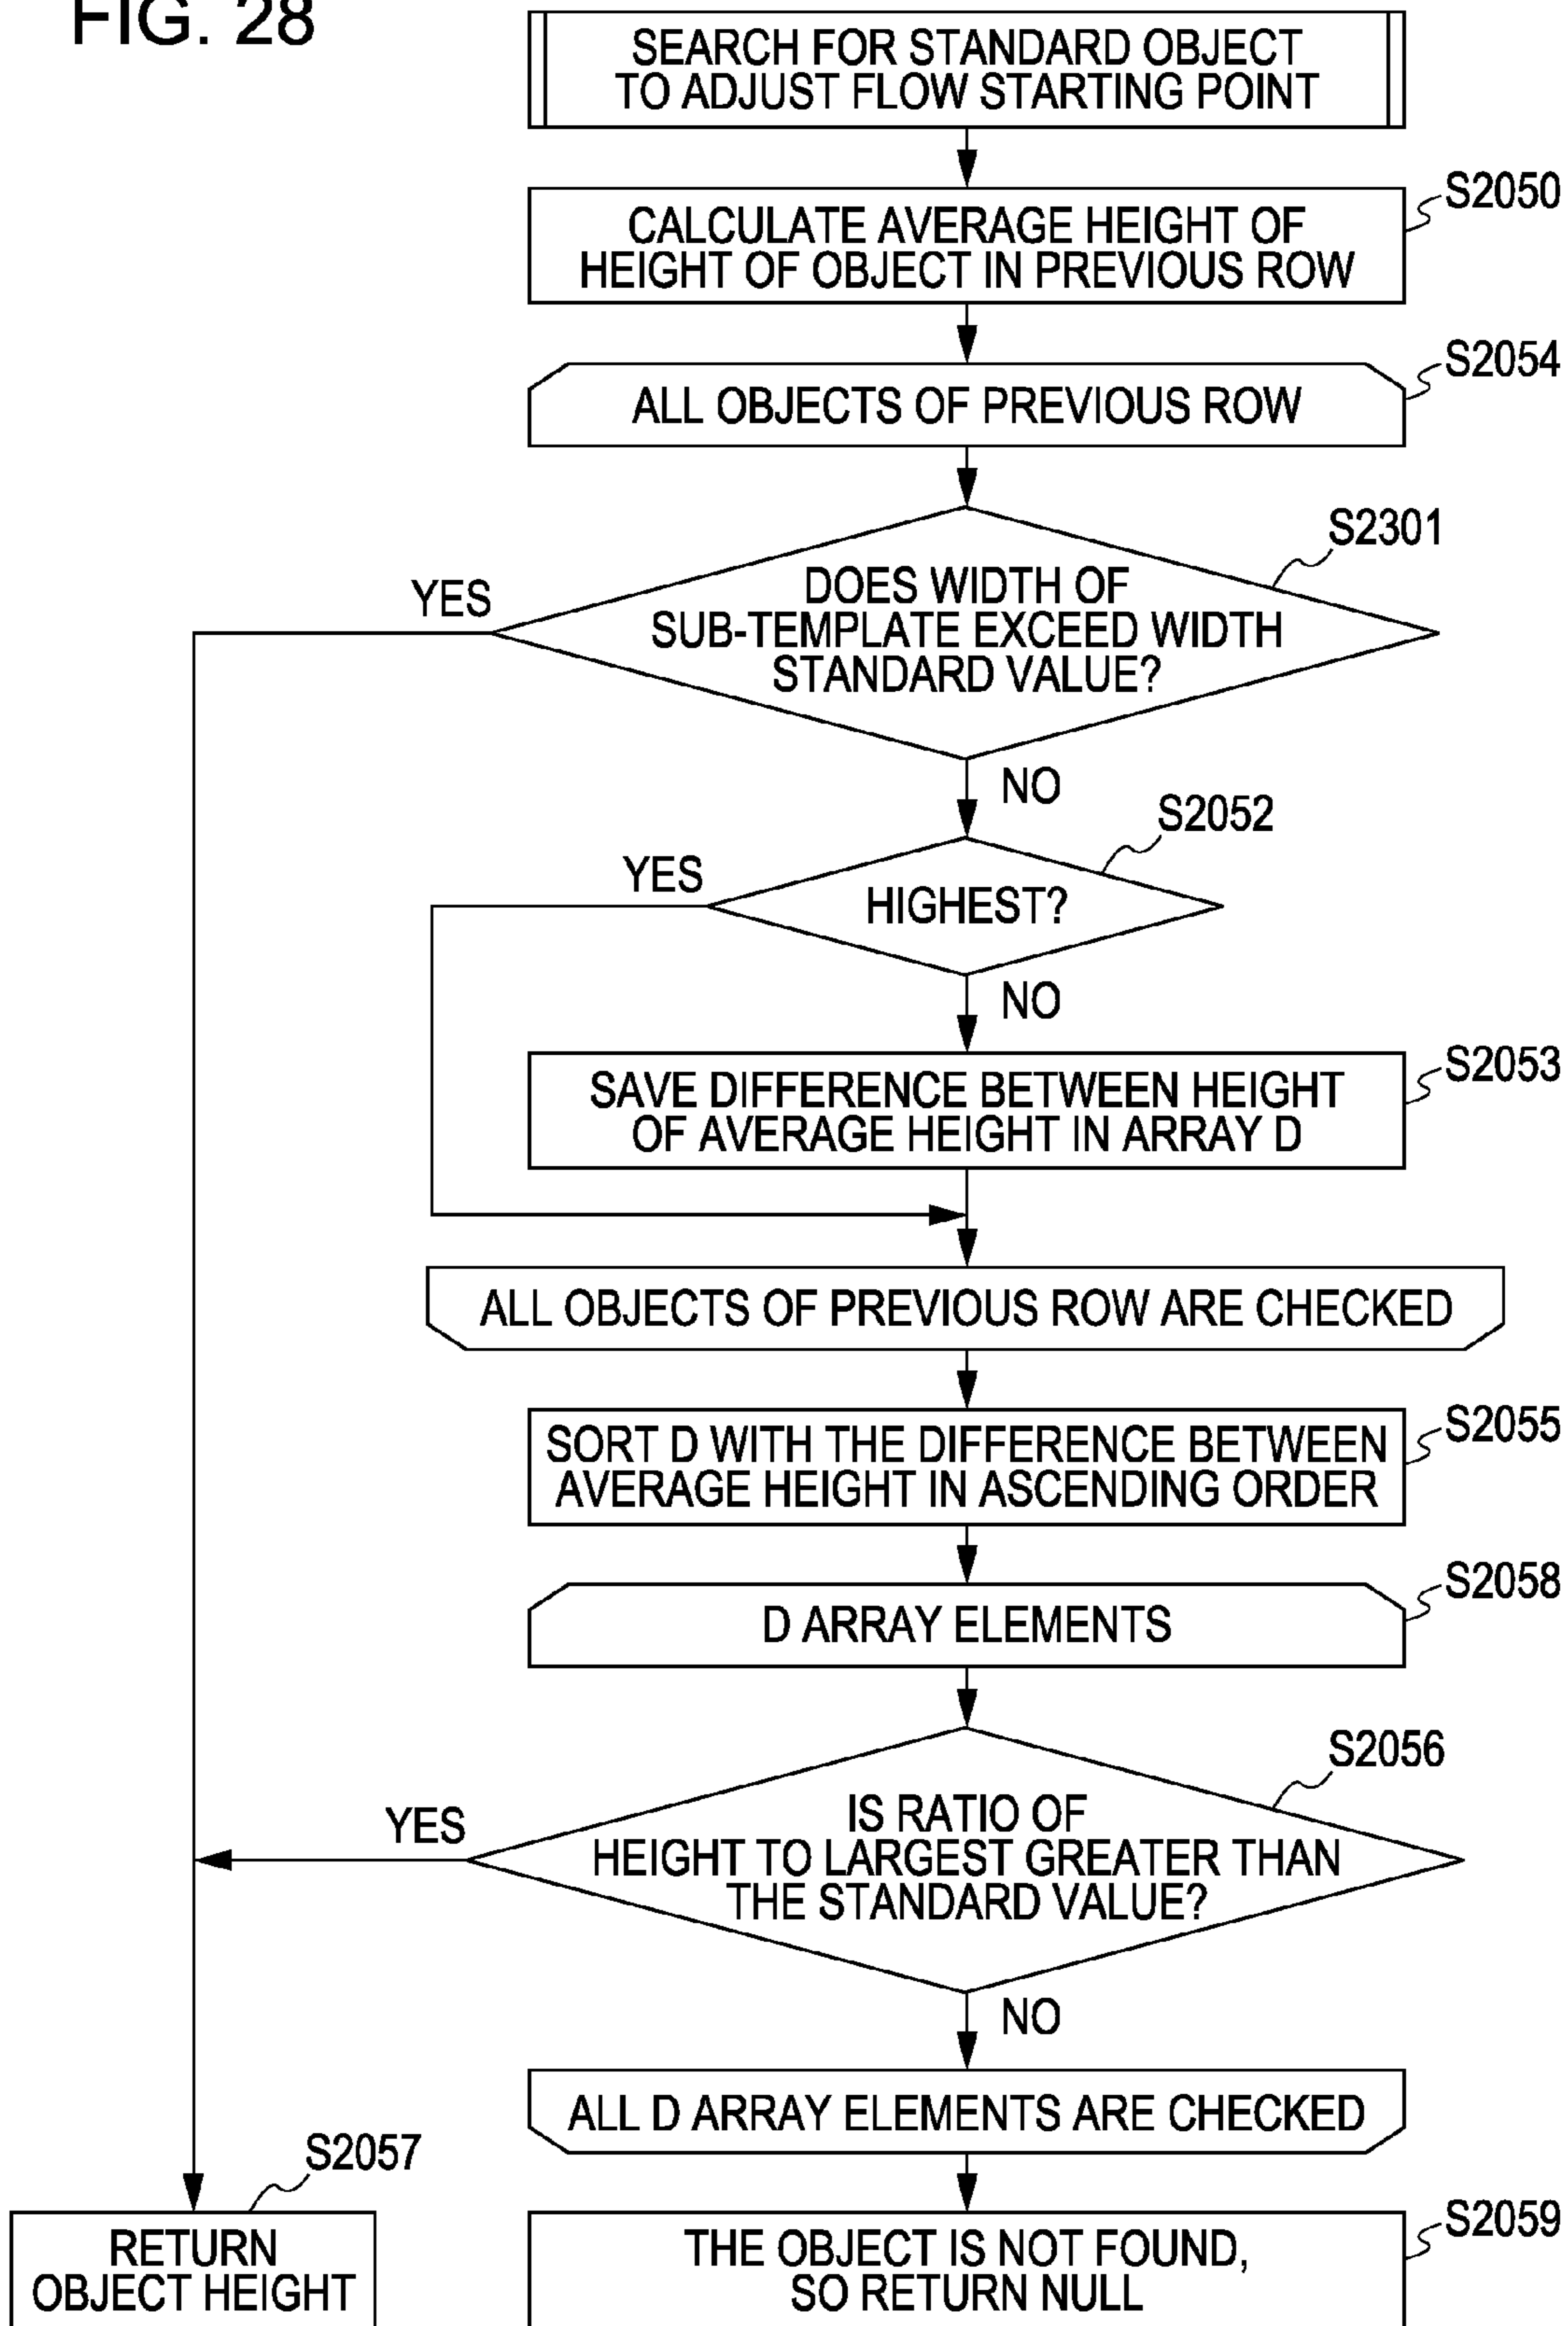 FIG. 28
SEARCH FOR STANDARD OBJECT
TO ADJUST FLOW STARTING POINT
S2050
CALCULATE AVERAGE HEIGHT OF
HEIGHT OF OBJECT IN PREVIOUS ROW
S2054
ALL OBJECTS OF PREVIOUS ROW
S2301
YES
DOES WIDTH OF
SUB-TEMPLATE EXCEED WIDTH
STANDARD VALUE?
NO
S2052
YES
HIGHEST?
NO
S2053
SAVE DIFFERENCE BETWEEN HEIGHT
OF AVERAGE HEIGHT IN ARRAY D
ALL OBJECTS OF PREVIOUS ROW ARE CHECKED
S2055
SORT D WITH THE DIFFERENCE BETWEEN
AVERAGE HEIGHT IN ASCENDING ORDER
S2058
D ARRAY ELEMENTS
S2056
YES
IS RATIO OF
HEIGHT TO LARGEST GREATER THAN
THE STANDARD VALUE?
NO
ALL D ARRAY ELEMENTS ARE CHECKED
S2057
RETURN
OBJECT HEIGHT
S2059
THE OBJECT IS NOT FOUND,
SO RETURN NULL